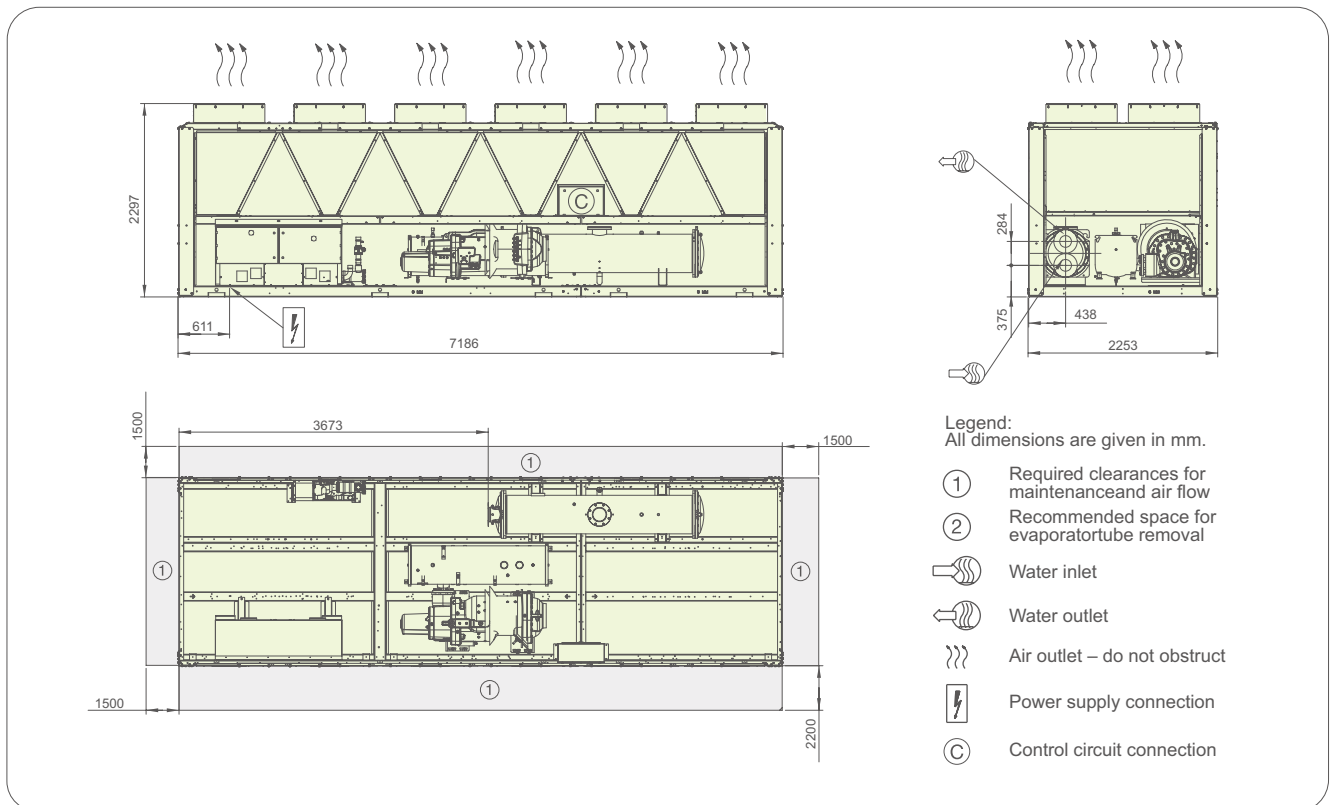 2297
C
611
7186
284
375
438
2253
1500
3673
1500
1
1
1
1
1500
2200
Legend:
All dimensions are given in mm.
1 Required clearances for
maintenanceand air flow
2 Recommended space for
evaporatortube removal
Water inlet
Water outlet
Air outlet – do not obstruct
Power supply connection
C Control circuit connection